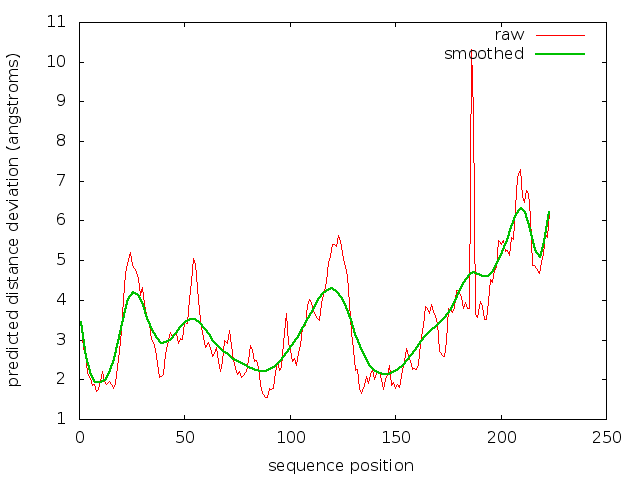 11
raw
smoothed
10
9
8
7
6
5
4
3
2
1
predicted distance deviation (angstroms)
0 50 100 150 200 250
sequence position